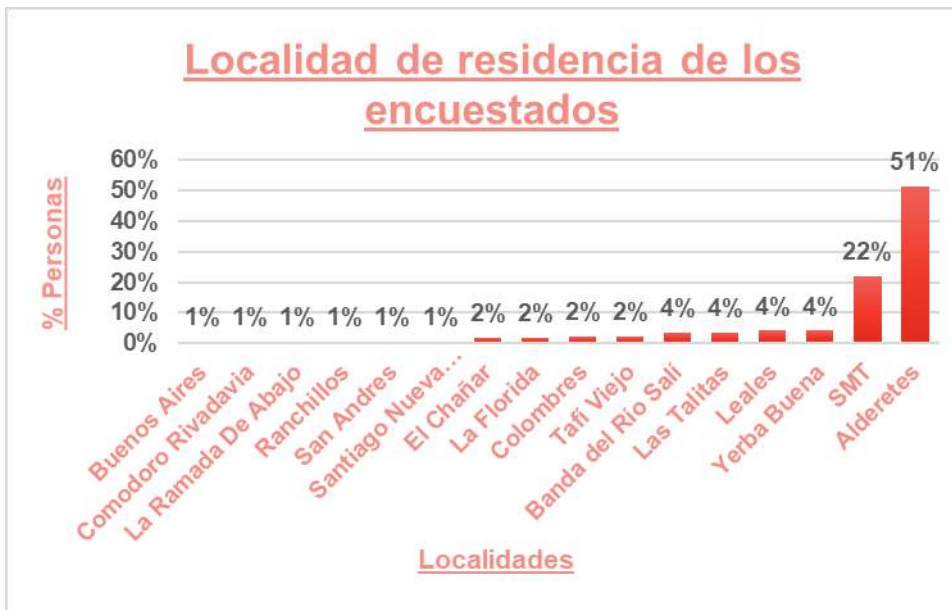 Localidad de residencia de los
encuestados
% Personas
60%
50%
40%
30%
20%
10%
0%
1%
1%
1%
1%
1%
1%
2%
2%
2%
2%
4%
4%
4%
4%
22%
51%
Buenos Aires
Comodoro Rivadavia
La Ramada De Abajo
Ranchillos
San Andres
Santiago Nueva…
El Chañar
La Florida
Colombres
Tafí Viejo
Banda del Río Salí
Las Talitas
Leales
Yerba Buena
SMT
Alderetes
Localidades